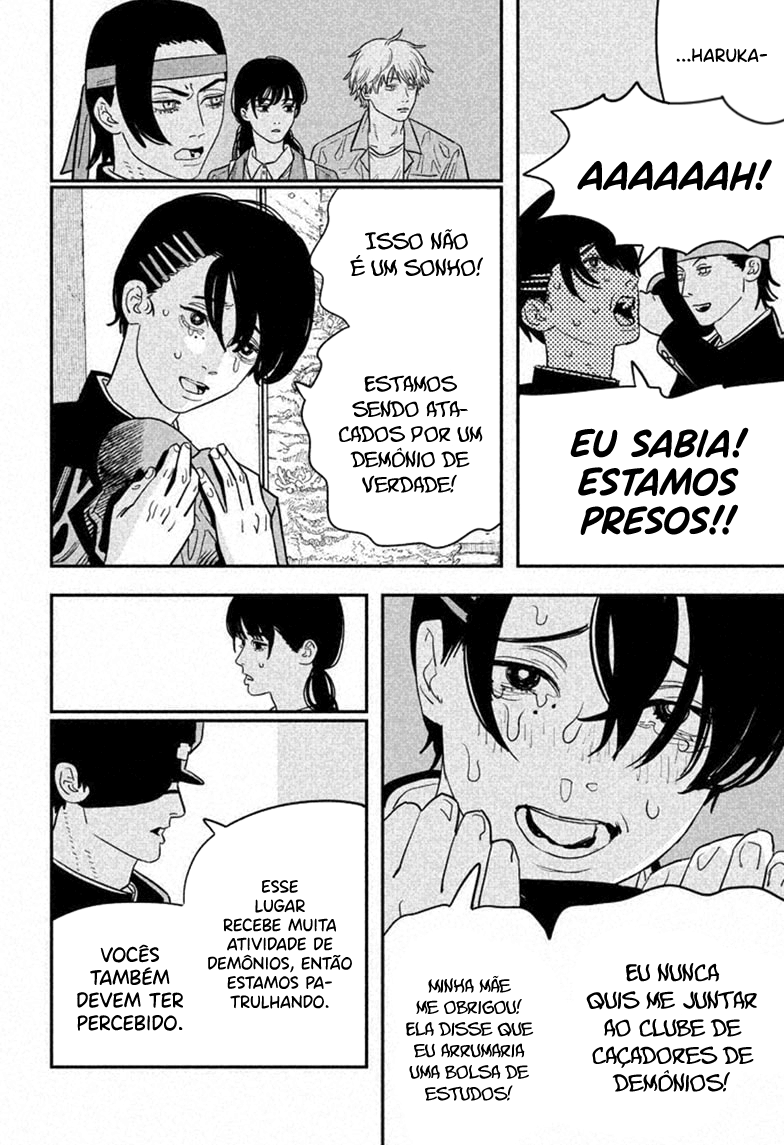 ...HARUKA-
AAAAAAH!
EU SABIA!
ESTAMOS
PRESOS!!
ISSO NÃO
É UM SONHO!
ESTAMOS
SENDO ATA-
CADOS POR UM
DEMÔNIO DE
VERDADE!
EU NUNCA
QUIS ME JUNTAR
AO CLUBE DE
CAÇADORES DE
DEMÔNIOS!
MINHA MÃE
ME OBRIGOU!
ELA DISSE QUE
EU ARRUMARIA
UMA BOLSA DE
ESTUDOS!
ESSE
LUGAR
RECEBE MUITA
ATIVIDADE DE
DEMÔNIOS, ENTÃO
ESTAMOS PA-
TRULHANDO.
VOCÊS
TAMBÉM
DEVEM TER
PERCEBIDO.